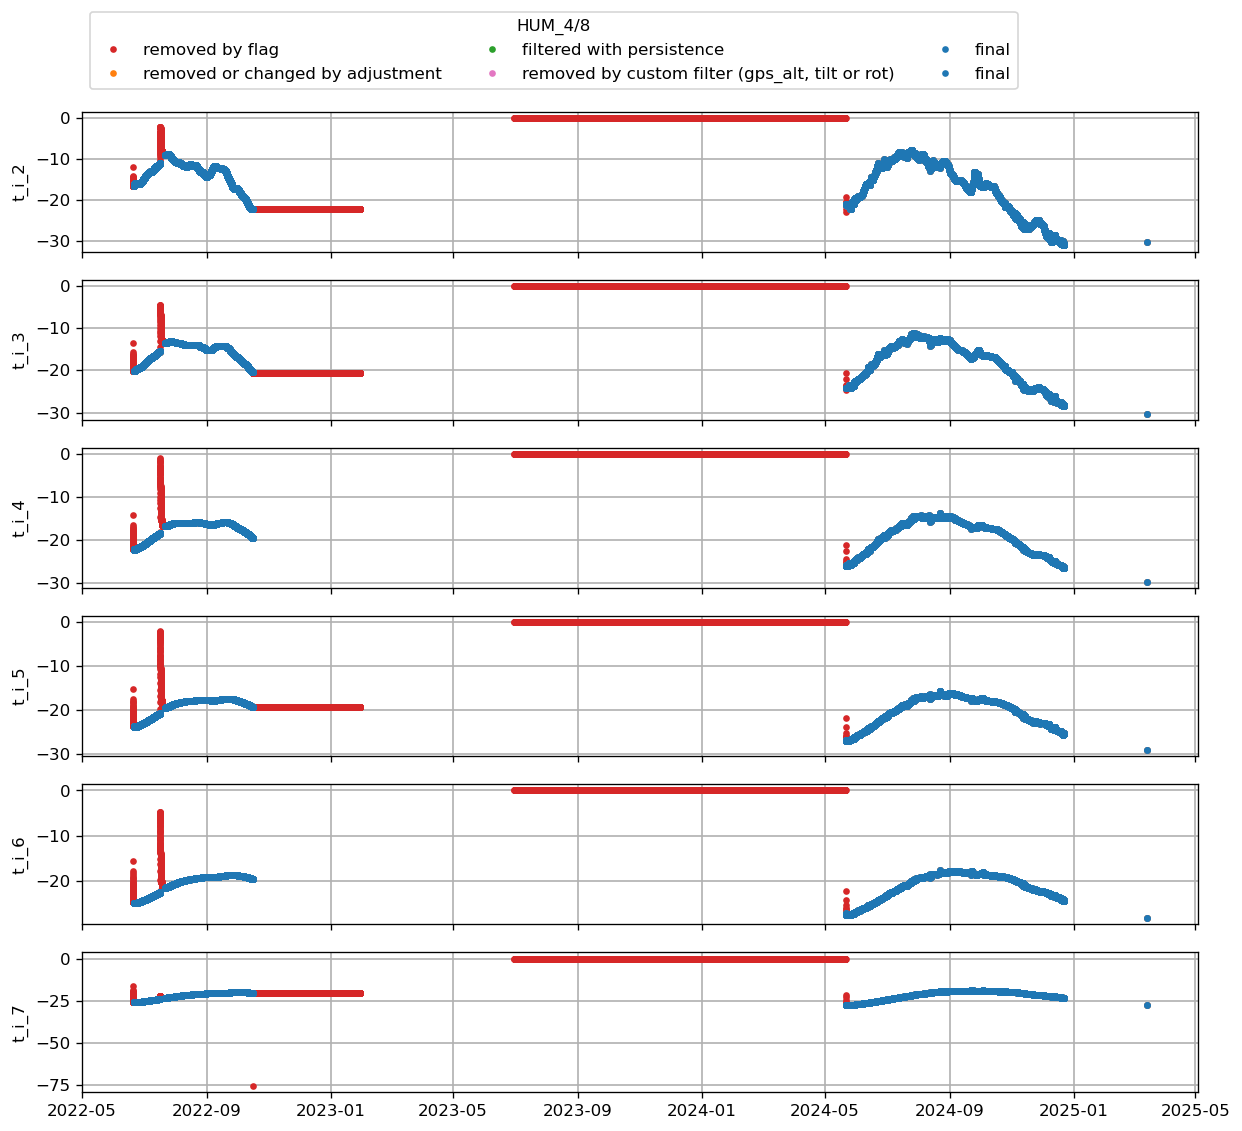 HUM_4/8
removed by flag
filtered with persistence
final
removed or changed by adjustment
removed by custom filter (gps_alt, tilt or rot)
final
t_i_2
0
−10
−20
−30
t_i_3
0
−10
−20
−30
t_i_4
0
−10
−20
−30
t_i_5
0
−10
−20
−30
t_i_6
0
−10
−20
t_i_7
0
−25
−50
−75
2022-05
2022-09
2023-01
2023-05
2023-09
2024-01
2024-05
2024-09
2025-01
2025-05